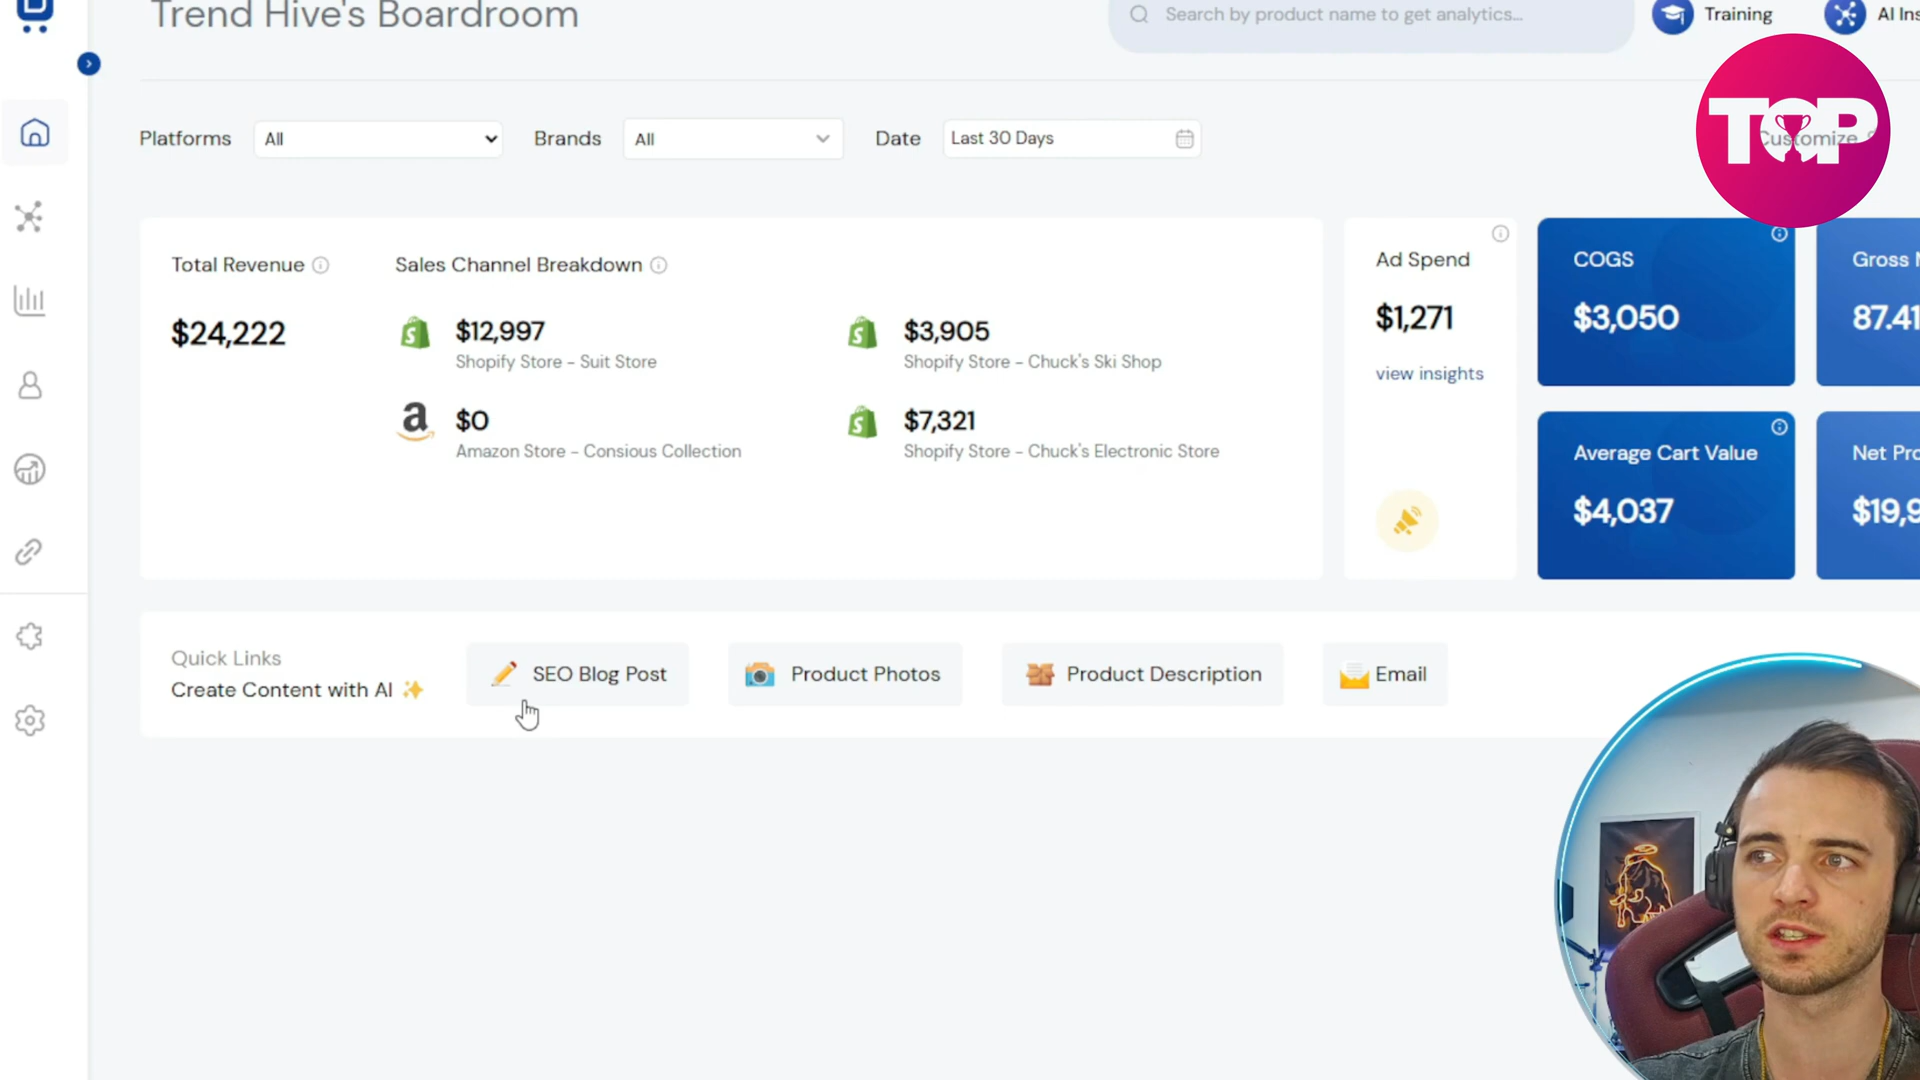 Trend Hive's Boardroom
Search by product name to get analytics...
Training
AI Ins
TOP
Platforms
All
Brands
All
Date
Last 30 Days
Customize
Total Revenue
$24,222
Sales Channel Breakdown
$12,997
Shopify Store - Suit Store
$3,905
Shopify Store - Chuck's Ski Shop
$0
Amazon Store - Consious Collection
$7,321
Shopify Store - Chuck's Electronic Store
Ad Spend
$1,271
view insights
COGS
$3,050
Gross
87.41
Average Cart Value
$4,037
Net Pro
$19,9
Quick Links
Create Content with AI ✨
SEO Blog Post
Product Photos
Product Description
Email